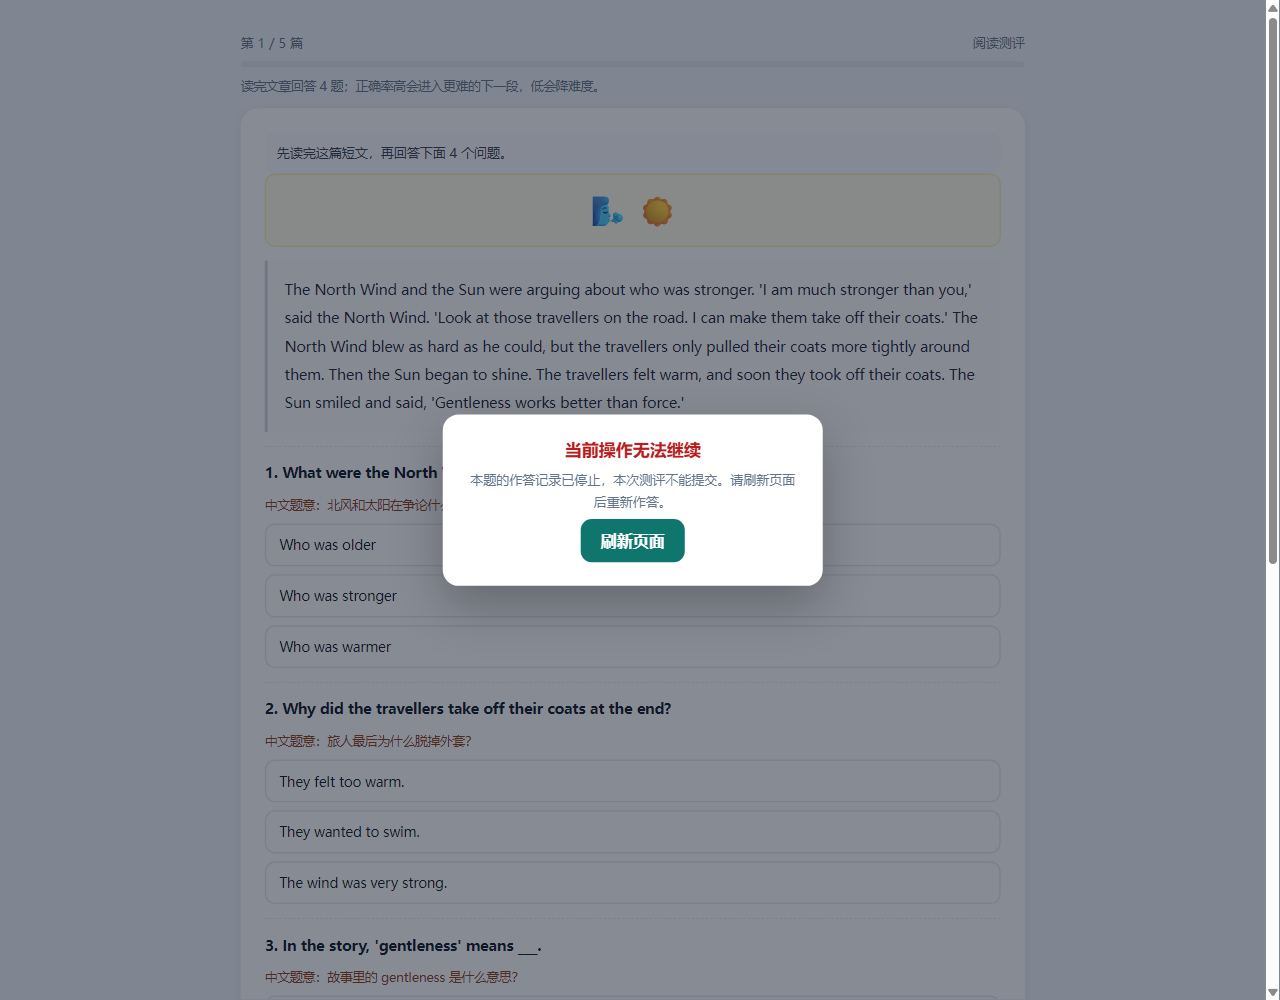 第 1 / 5 篇
阅读测评
读完文章回答 4 题；正确率高会进入更难的下一段，低会降难度。
先读完这篇短文，再回答下面 4 个问题。
The North Wind and the Sun were arguing about who was stronger. 'I am much stronger than you,'
said the North Wind. 'Look at those travellers on the road. I can make them take off their coats.' The
North Wind blew as hard as he could, but the travellers only pulled their coats more tightly around
them. Then the Sun began to shine. The travellers felt warm, and soon they took off their coats. The
Sun smiled and said, 'Gentleness works better than force.'
当前操作无法继续
本题的作答记录已停止，本次测评不能提交。请刷新页面
后重新作答。
刷新页面
1. What were the North
中文题意：北风和太阳在争论什
Who was older
Who was stronger
Who was warmer
2. Why did the travellers take off their coats at the end?
中文题意：旅人最后为什么脱掉外套？
They felt too warm.
They wanted to swim.
The wind was very strong.
3. In the story, 'gentleness' means ___.
中文题意：故事里的 gentleness 是什么意思？